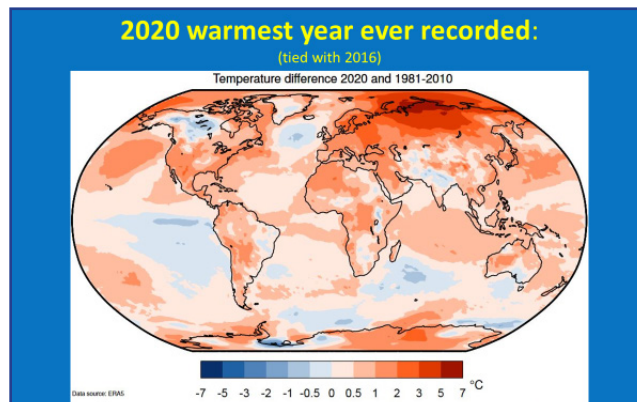 2020 warmest year ever recorded:
(tied with 2016)
Temperature difference 2020 and 1981-2010
-7 -5 -3 -2 -1 -0.5 0 0.5 1 2 3 5 7 °C
Data source: ERA5